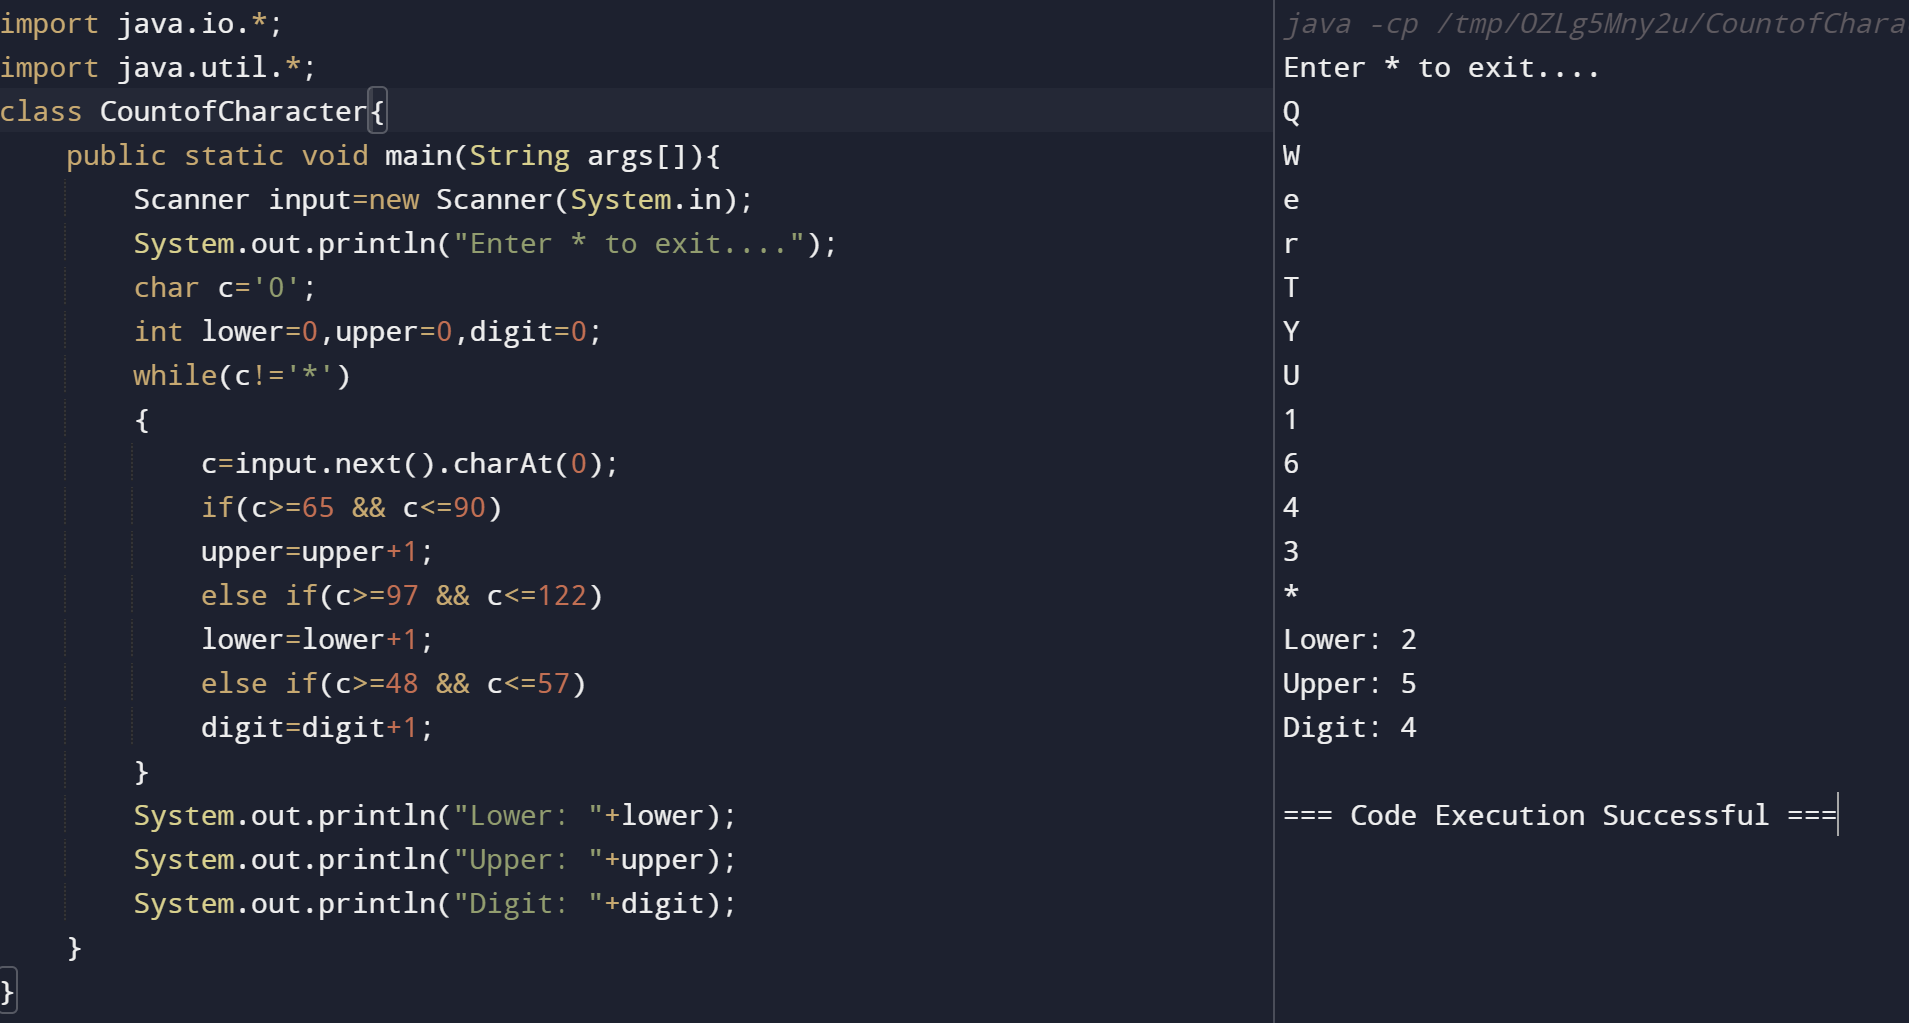 import java.io.*;
import java.util.*;
class CountofCharacter{
    public static void main(String args[]){
        Scanner input=new Scanner(System.in);
        System.out.println("Enter * to exit....");
        char c='0';
        int lower=0,upper=0,digit=0;
        while(c!='*')
        {
            c=input.next().charAt(0);
            if(c>=65 && c<=90)
            upper=upper+1;
            else if(c>=97 && c<=122)
            lower=lower+1;
            else if(c>=48 && c<=57)
            digit=digit+1;
        }
        System.out.println("Lower: "+lower);
        System.out.println("Upper: "+upper);
        System.out.println("Digit: "+digit);
    }
}
java -cp /tmp/OZLg5Mny2u/CountofChara
Enter * to exit....
Q
W
e
r
T
Y
U
1
6
4
3
*
Lower: 2
Upper: 5
Digit: 4
=== Code Execution Successful ===